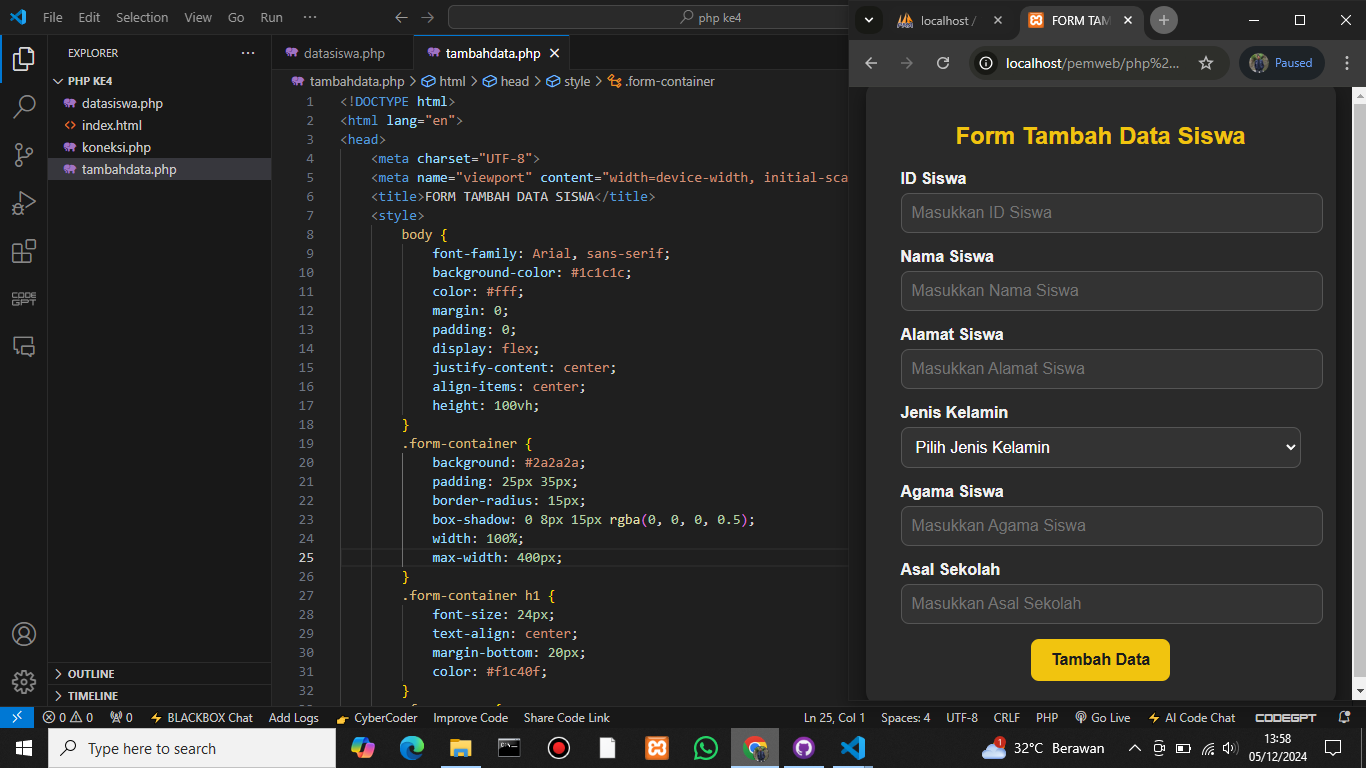 File Edit Selection View Go Run ··· php ke4
localhost / FORM TAM
localhost/pemweb/php%2... Paused
EXPLORER ···
PHP KE4
datasiswa.php
index.html
koneksi.php
tambahdata.php
OUTLINE
TIMELINE
CODE
GPT
datasiswa.php tambahdata.php
tambahdata.php > html > head > style > .form-container
1 <!DOCTYPE html>
2 <html lang="en">
3 <head>
4 <meta charset="UTF-8">
5 <meta name="viewport" content="width=device-width, initial-sca
6 <title>FORM TAMBAH DATA SISWA</title>
7 <style>
8 body {
9 font-family: Arial, sans-serif;
10 background-color: #1c1c1c;
11 color: #fff;
12 margin: 0;
13 padding: 0;
14 display: flex;
15 justify-content: center;
16 align-items: center;
17 height: 100vh;
18 }
19 .form-container {
20 background: #2a2a2a;
21 padding: 25px 35px;
22 border-radius: 15px;
23 box-shadow: 0 8px 15px rgba(0, 0, 0, 0.5);
24 width: 100%;
25 max-width: 400px;
26 }
27 .form-container h1 {
28 font-size: 24px;
29 text-align: center;
30 margin-bottom: 20px;
31 color: #f1c40f;
32 }
Form Tambah Data Siswa
ID Siswa
Masukkan ID Siswa
Nama Siswa
Masukkan Nama Siswa
Alamat Siswa
Masukkan Alamat Siswa
Jenis Kelamin
Pilih Jenis Kelamin
Agama Siswa
Masukkan Agama Siswa
Asal Sekolah
Masukkan Asal Sekolah
Tambah Data
0 0 0 BLACKBOX Chat Add Logs CyberCoder Improve Code Share Code Link Ln 25, Col 1 Spaces: 4 UTF-8 CRLF PHP Go Live AI Code Chat CODEGPT
Type here to search 1 32°C Berawan 13:58
05/12/2024